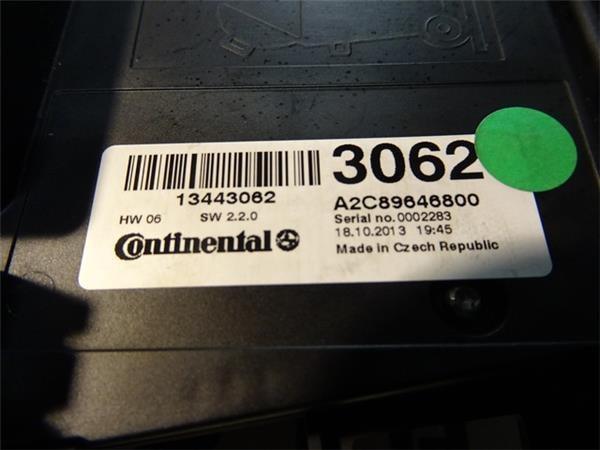 3062
13443062
A2C89646800
HW 06 SW 2.2.0
Serial no.0002283
18.10.2013 19:45
Continental
Made in Czech Republic